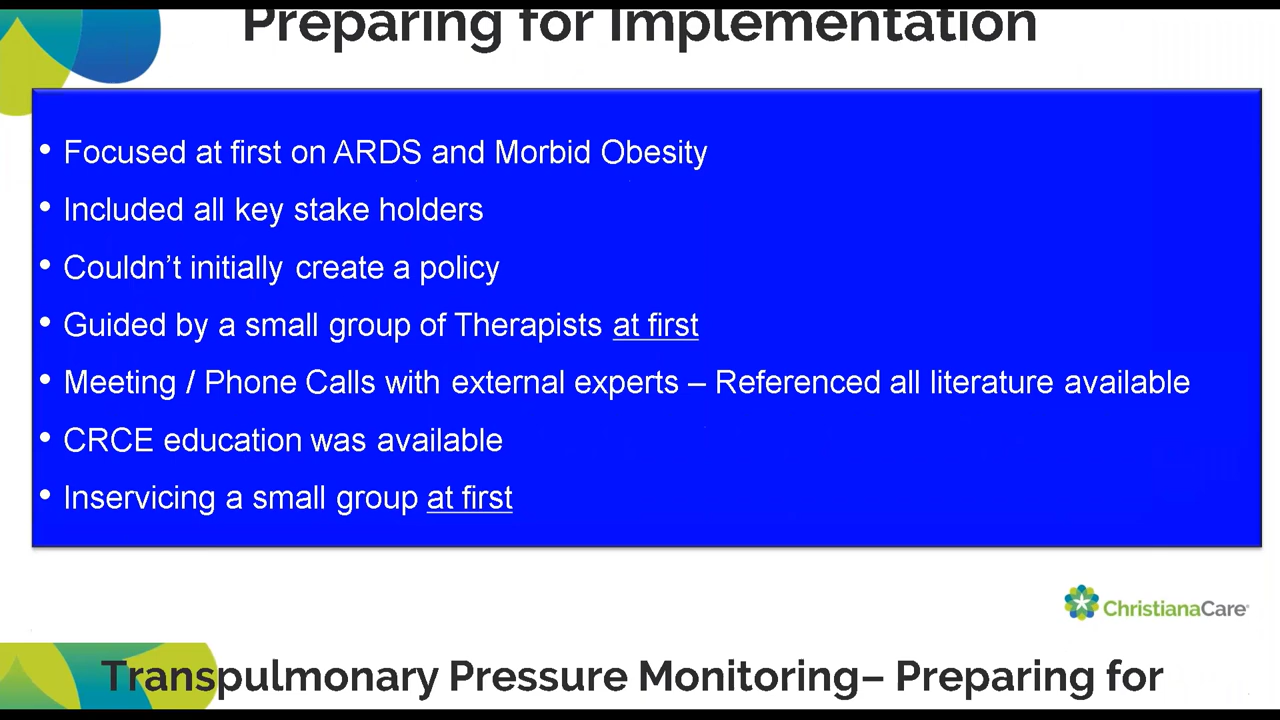 Preparing for Implementation
• Focused at first on ARDS and Morbid Obesity
• Included all key stake holders
• Couldn’t initially create a policy
• Guided by a small group of Therapists at first
• Meeting / Phone Calls with external experts – Referenced all literature available
• CRCE education was available
• Inservicing a small group at first
ChristianaCare®
Transpulmonary Pressure Monitoring– Preparing for